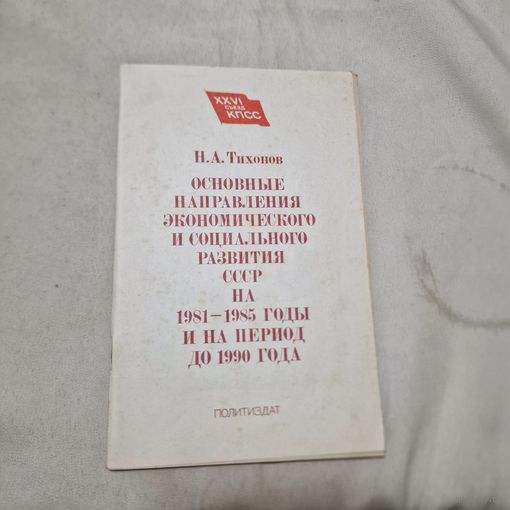 XXVI
СЪЕЗД
КПСС
Н.А.Тихонов
ОСНОВНЫЕ
НАПРАВЛЕНИЯ
ЭКОНОМИЧЕСКОГО
И СОЦИАЛЬНОГО
РАЗВИТИЯ
СССР
НА
1981–1985 ГОДЫ
И НА ПЕРИОД
ДО 1990 ГОДА
ПОЛИТИЗДАТ